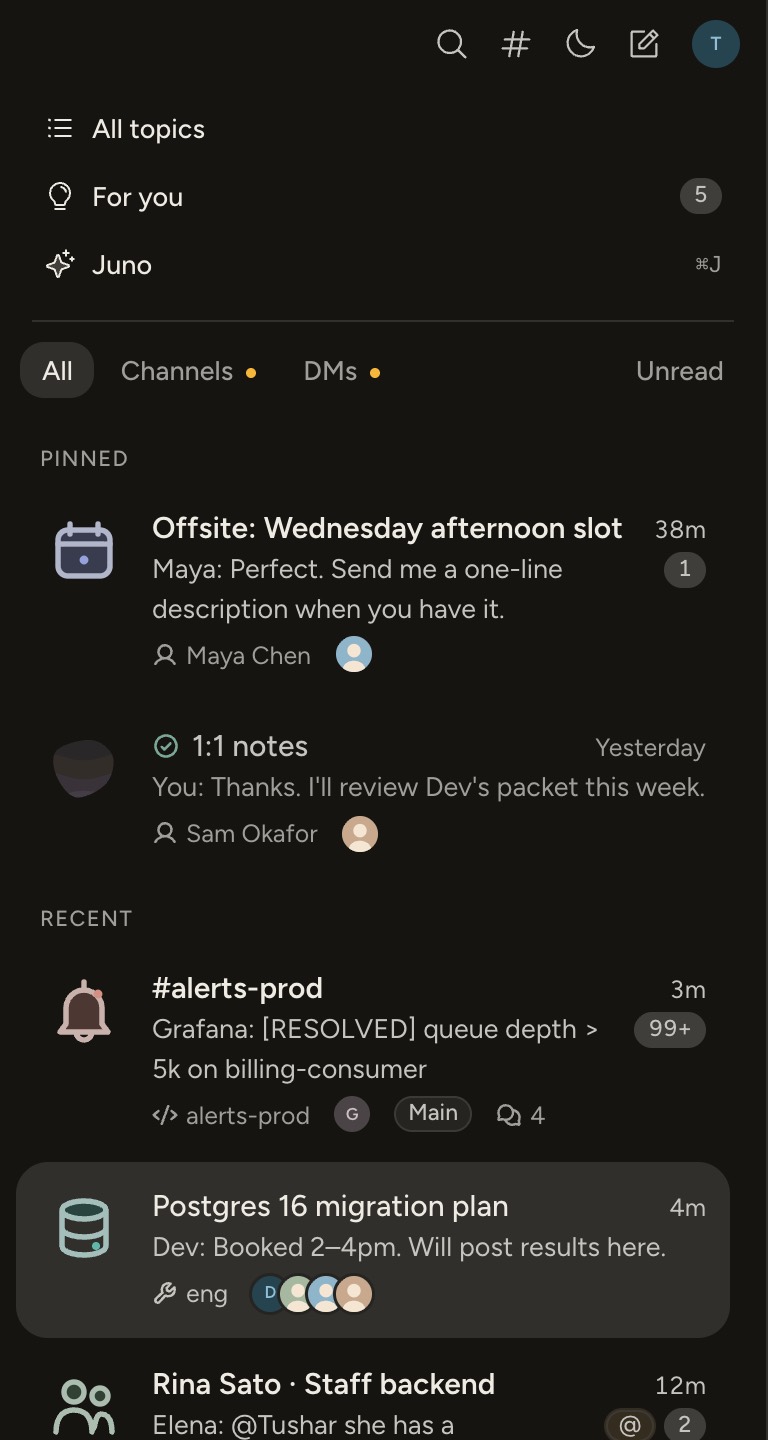 T
All topics
For you 5
Juno ⌘J
All Channels DMs Unread
PINNED
Offsite: Wednesday afternoon slot 38m
Maya: Perfect. Send me a one-line 1
description when you have it.
Maya Chen
1:1 notes Yesterday
You: Thanks. I'll review Dev's packet this week.
Sam Okafor
RECENT
#alerts-prod 3m
Grafana: [RESOLVED] queue depth > 99+
5k on billing-consumer
alerts-prod G Main 4
Postgres 16 migration plan 4m
Dev: Booked 2–4pm. Will post results here.
eng D
Rina Sato · Staff backend 12m
Elena: @Tushar she has a @ 2